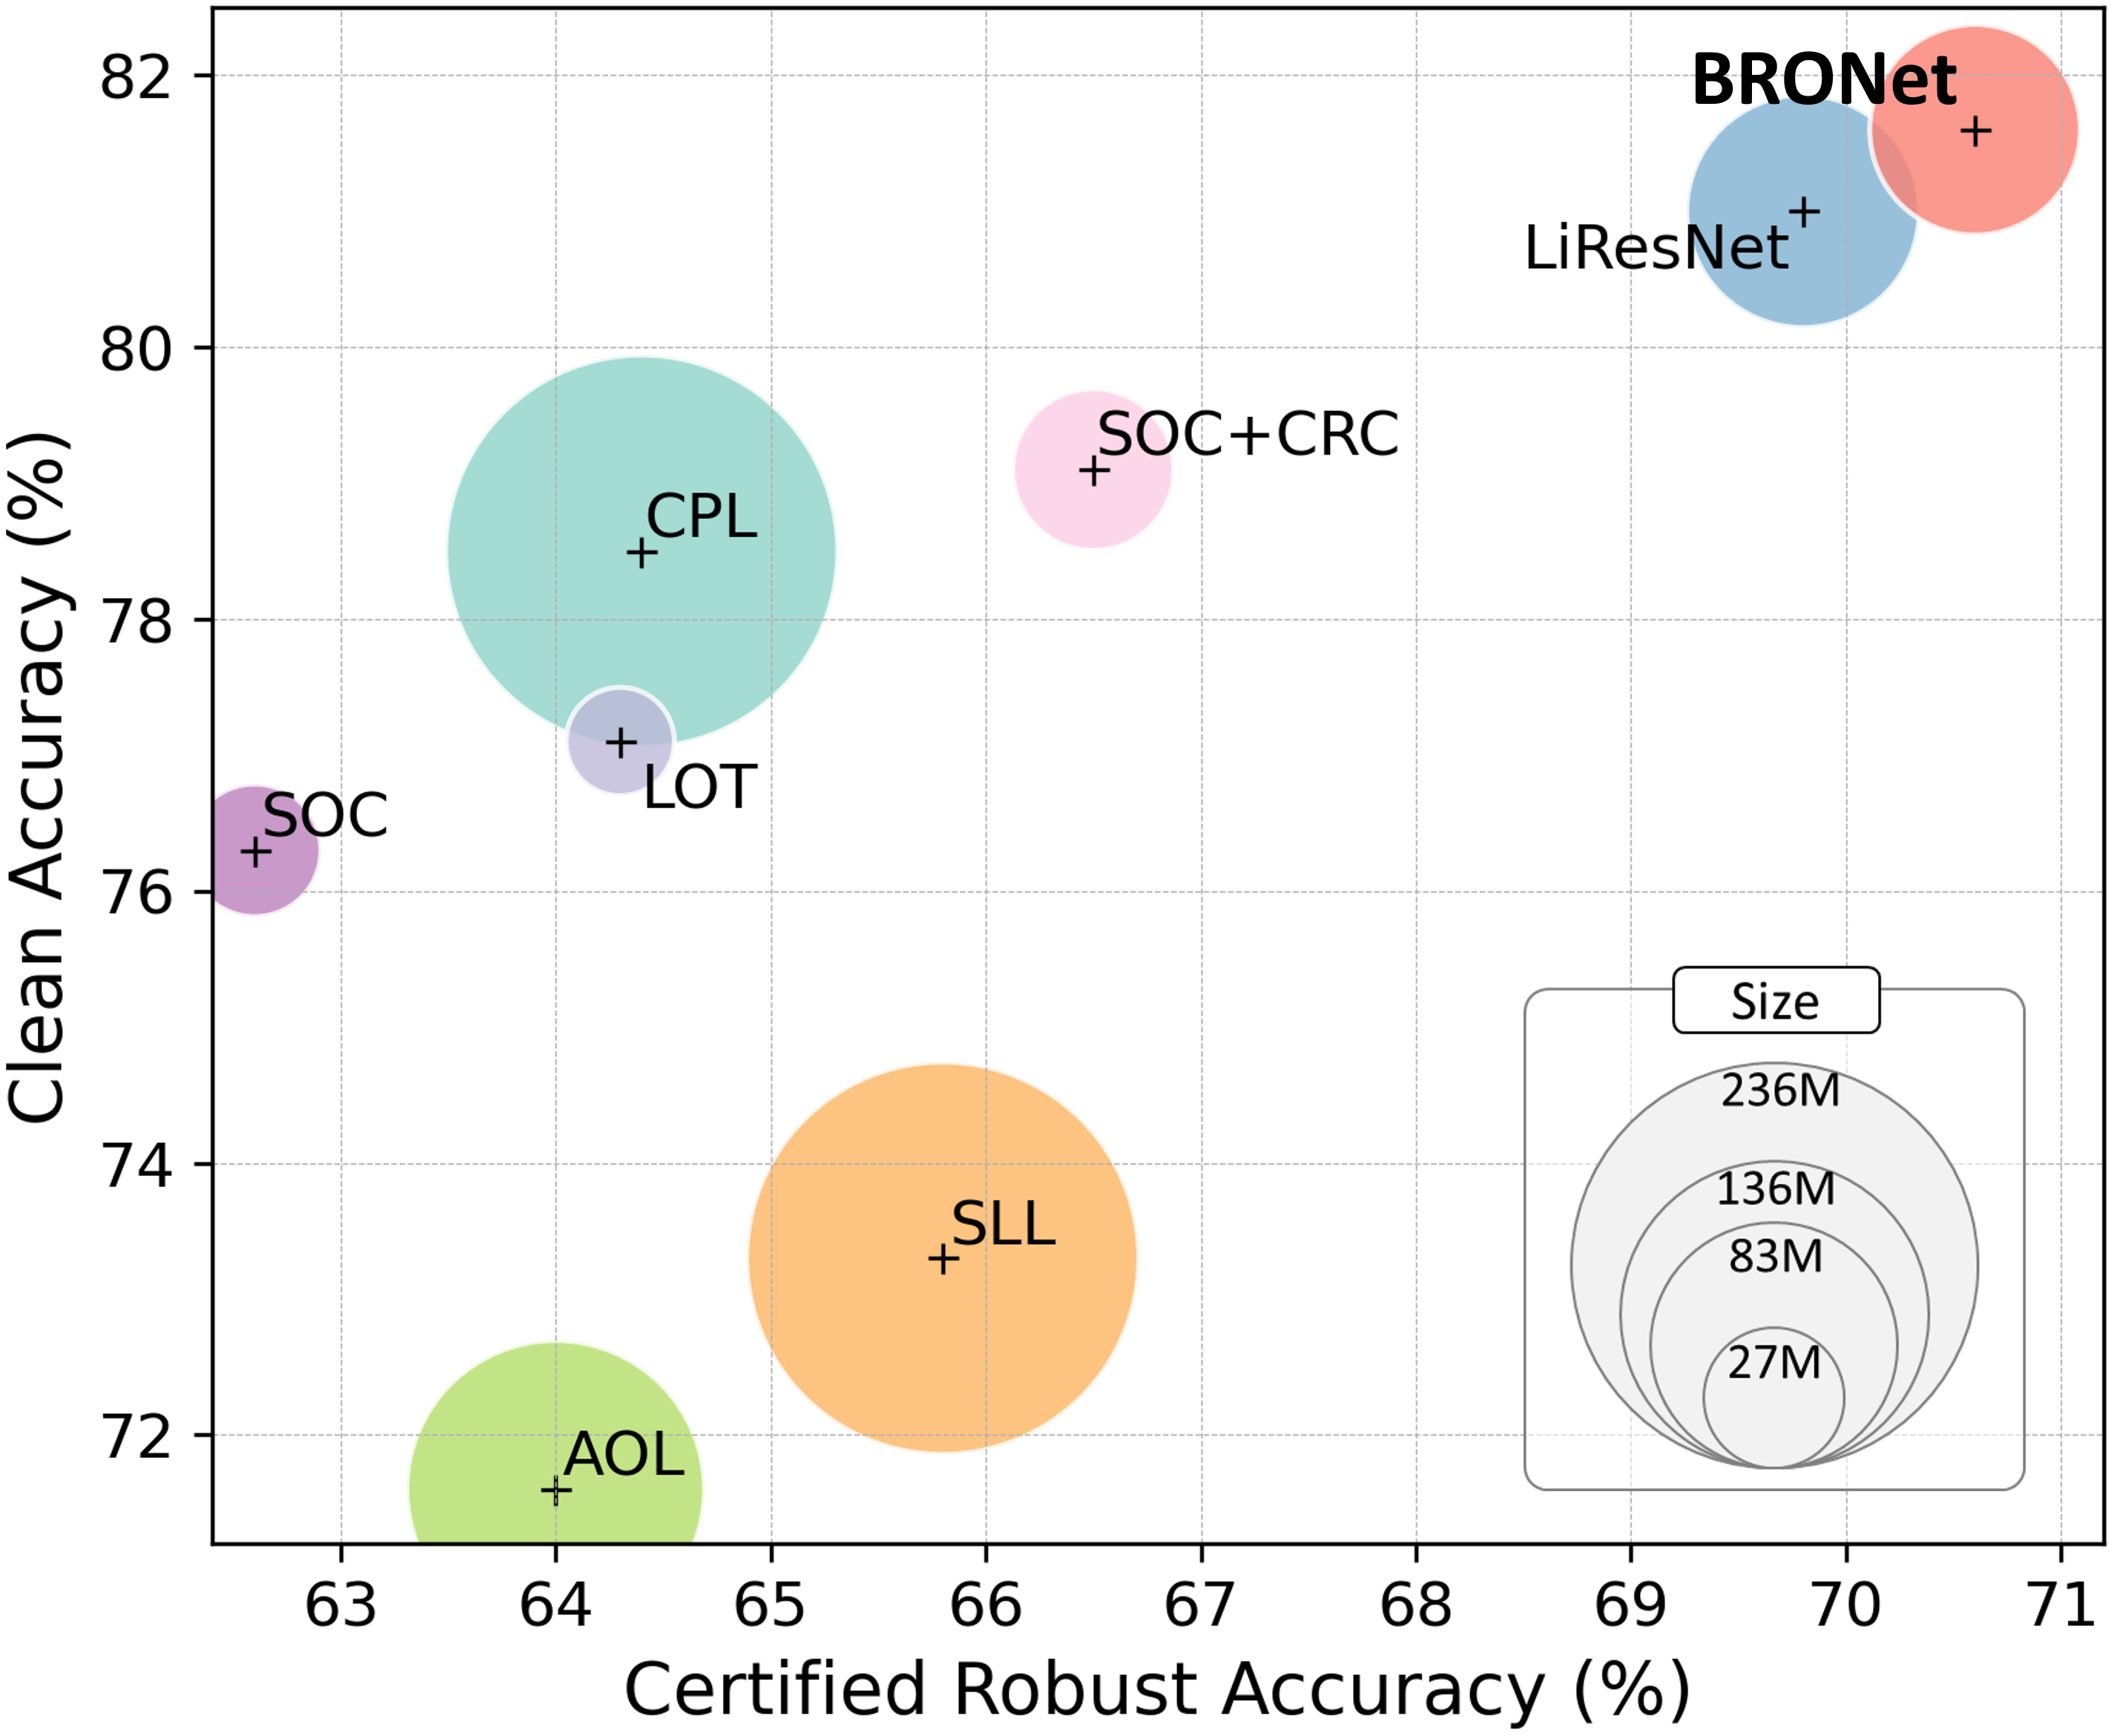 Clean Accuracy (%)
82
80
78
76
74
72
BRONet
LiResNet
SOC+CRC
CPL
LOT
SOC
SLL
AOL
Size
236M
136M
83M
27M
63 64 65 66 67 68 69 70 71
Certified Robust Accuracy (%)